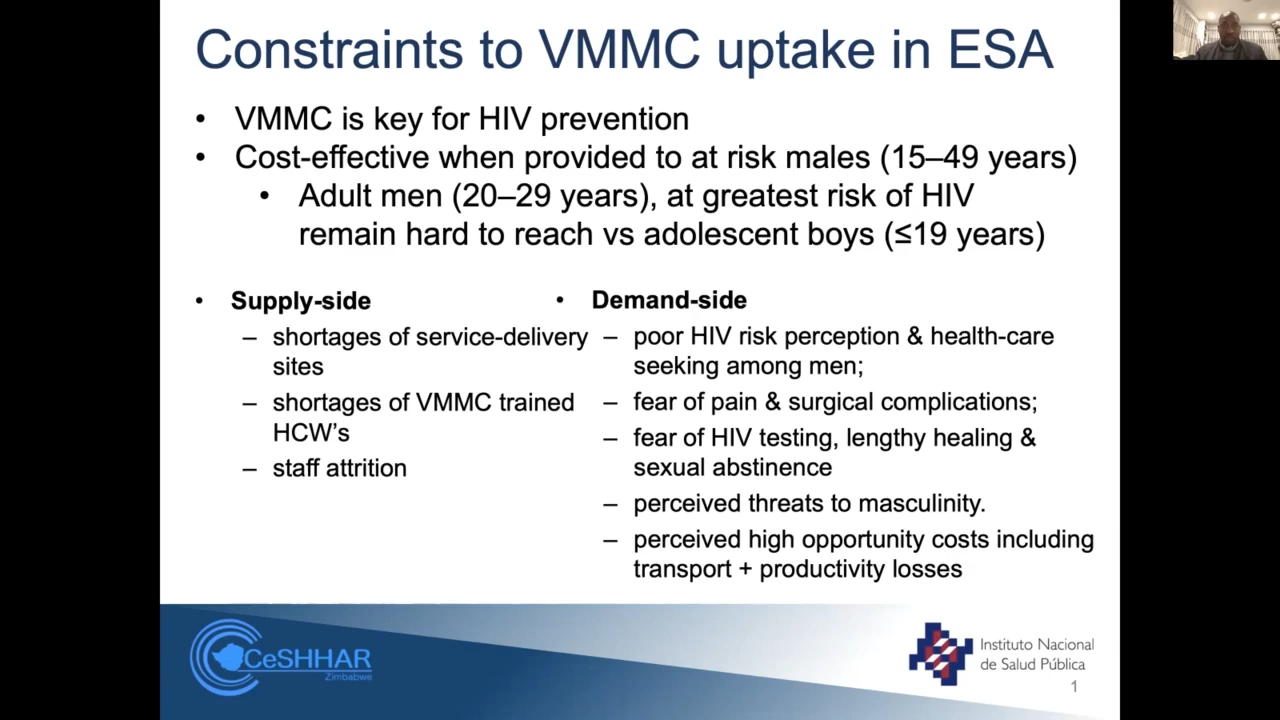 Constraints to VMMC uptake in ESA
• VMMC is key for HIV prevention
• Cost-effective when provided to at risk males (15–49 years)
• Adult men (20–29 years), at greatest risk of HIV
remain hard to reach vs adolescent boys (≤19 years)
• Supply-side
– shortages of service-delivery
sites
– shortages of VMMC trained
HCW's
– staff attrition
• Demand-side
– poor HIV risk perception & health-care
seeking among men;
– fear of pain & surgical complications;
– fear of HIV testing, lengthy healing &
sexual abstinence
– perceived threats to masculinity.
– perceived high opportunity costs including
transport + productivity losses
CeSHHAR
Zimbabwe
Instituto Nacional
de Salud Pública
1